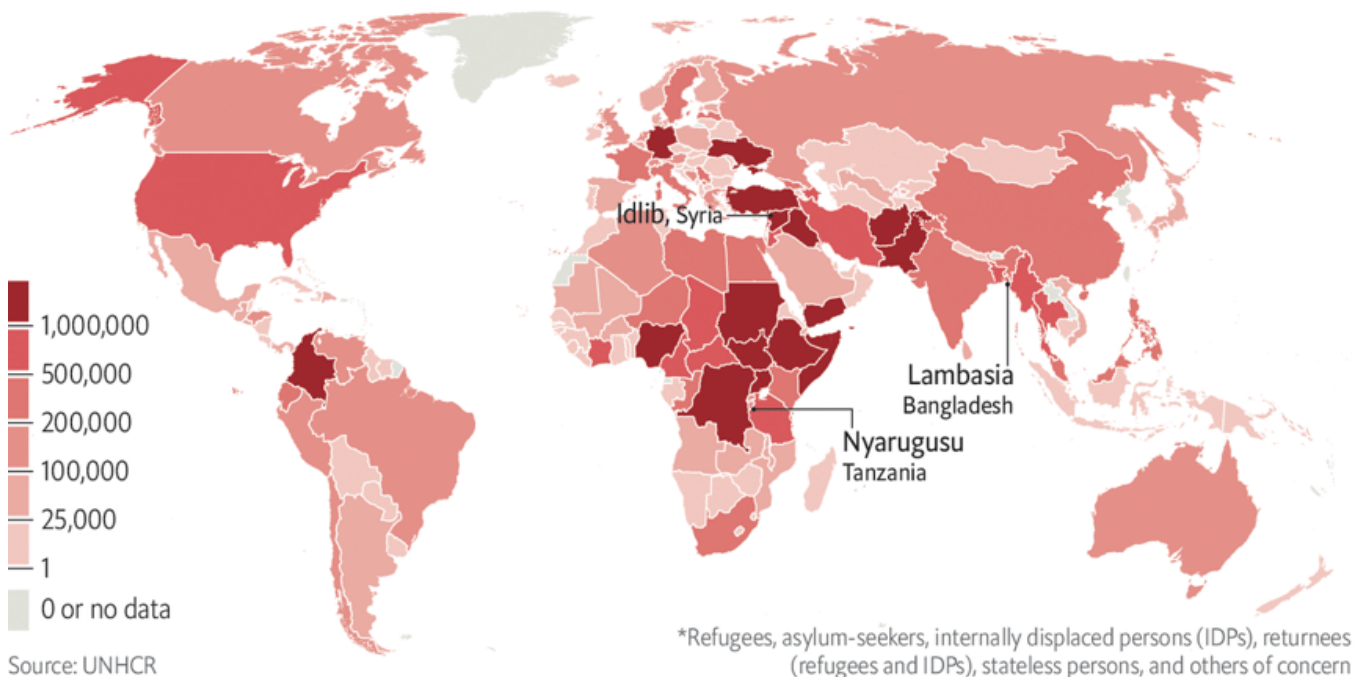 Idlib, Syria
1,000,000
500,000
200,000
100,000
25,000
1
0 or no data
Lambasia
Bangladesh
Nyarugusu
Tanzania
Source: UNHCR
*Refugees, asylum-seekers, internally displaced persons (IDPs), returnees
(refugees and IDPs), stateless persons, and others of concern